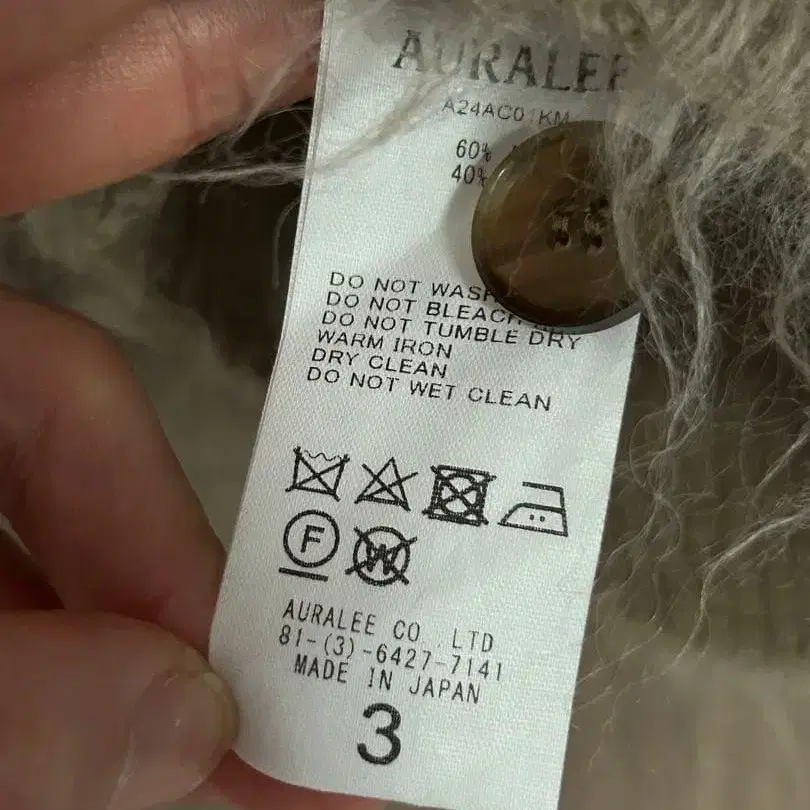 AURALEE
60%
40%
DO NOT WASH
DO NOT BLEACH
DO NOT TUMBLE DRY
WARM IRON
DRY CLEAN
DO NOT WET CLEAN
F
W
AURALEE CO.,LTD
81-(3)-6427-7141
MADE IN JAPAN
3